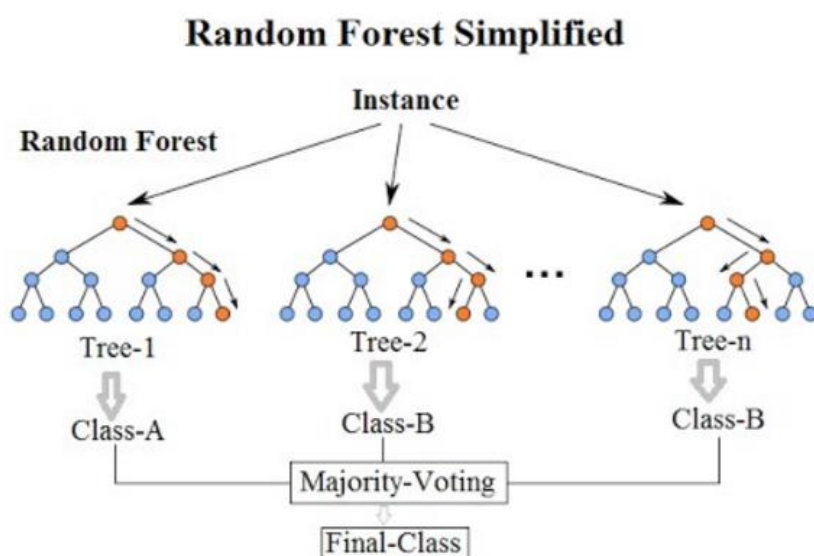 Random Forest Simplified
Instance
Random Forest
...
Tree-1
Tree-2
Tree-n
Class-A
Class-B
Class-B
Majority-Voting
Final-Class